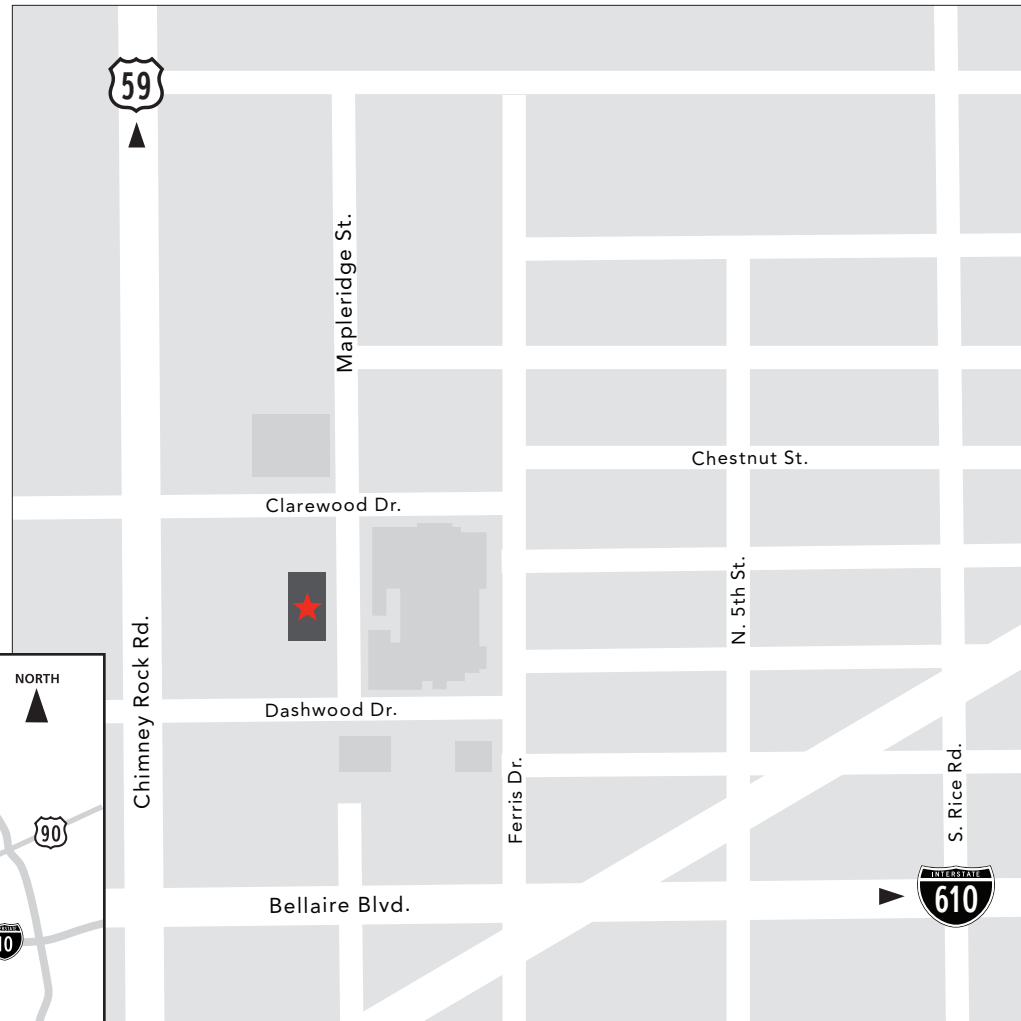 59
Mapleridge St.
Chestnut St.
Clarewood Dr.
N. 5th St.
Chimney Rock Rd.
NORTH
Dashwood Dr.
Ferris Dr.
S. Rice Rd.
90
INTERSTATE
610
Bellaire Blvd.
10